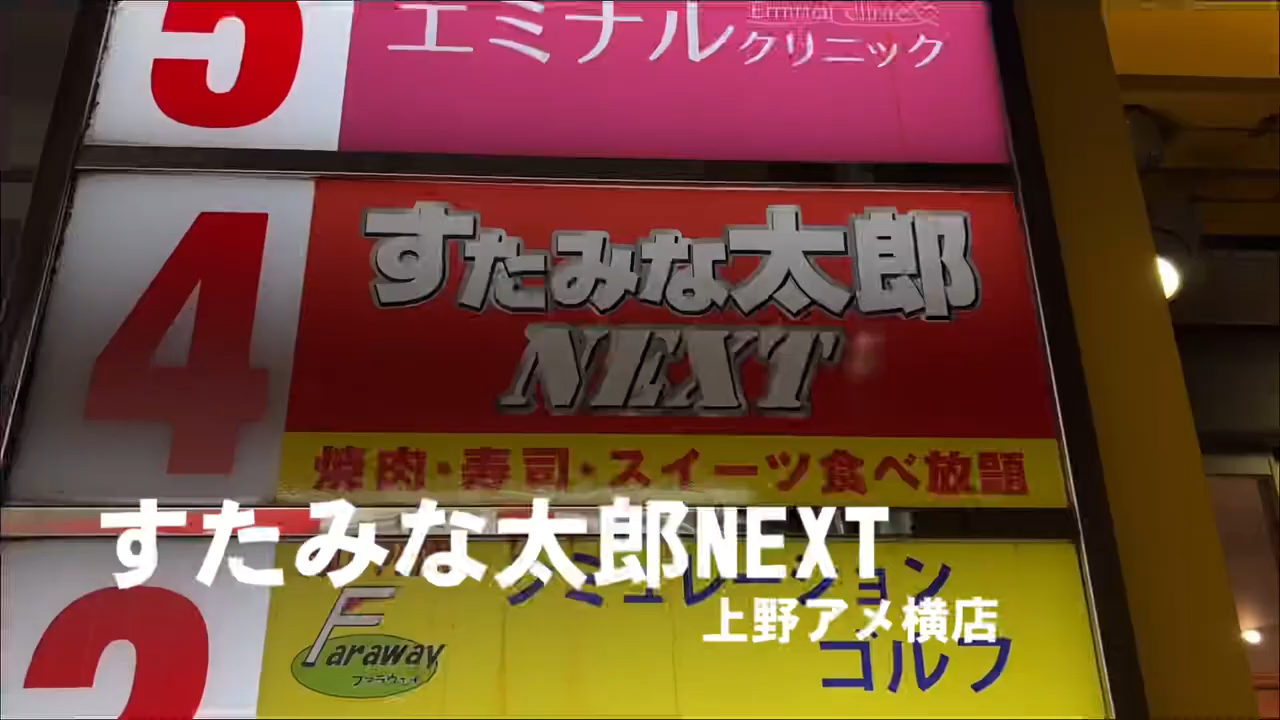 5
エミナル
クリニック
4
すたみな太郎
NEXT
焼肉・寿司・スイーツ食べ放題
すたみな太郎NEXT
上野アメ横店
シミュレーション
ゴルフ
Faraway
ファラウェイ